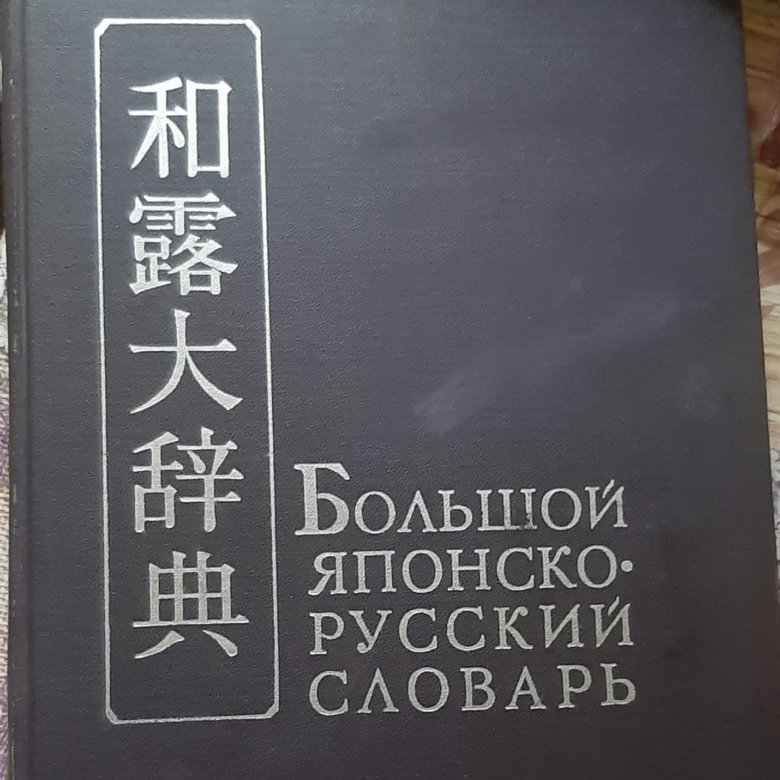 和露大辞典
Большой
японско-
русский
словарь